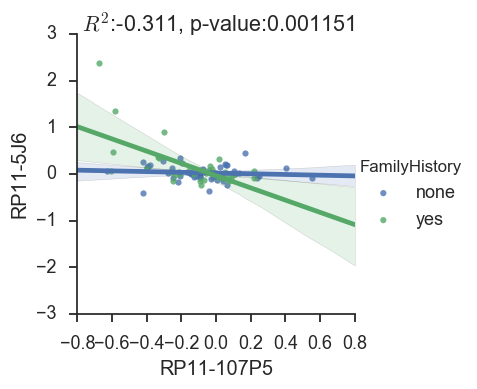 R²:-0.311, p-value:0.001151
3
2
1
0
−1
−2
−3
RP11-5J6
−0.8−0.6−0.4−0.2 0.0 0.2 0.4 0.6 0.8
RP11-107P5
FamilyHistory
none
yes